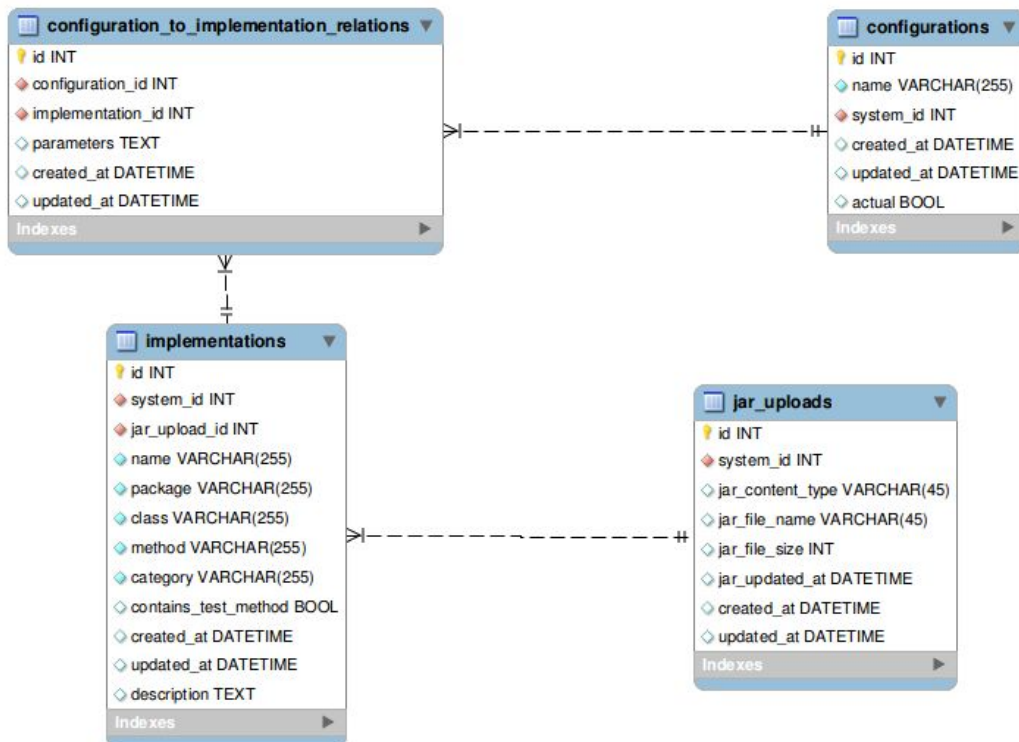 configuration_to_implementation_relations
id INT
configuration_id INT
implementation_id INT
parameters TEXT
created_at DATETIME
updated_at DATETIME
Indexes
configurations
id INT
name VARCHAR(255)
system_id INT
created_at DATETIME
updated_at DATETIME
actual BOOL
Indexes
implementations
id INT
system_id INT
jar_upload_id INT
name VARCHAR(255)
package VARCHAR(255)
class VARCHAR(255)
method VARCHAR(255)
category VARCHAR(255)
contains_test_method BOOL
created_at DATETIME
updated_at DATETIME
description TEXT
Indexes
jar_uploads
id INT
system_id INT
jar_content_type VARCHAR(45)
jar_file_name VARCHAR(45)
jar_file_size INT
jar_updated_at DATETIME
created_at DATETIME
updated_at DATETIME
Indexes